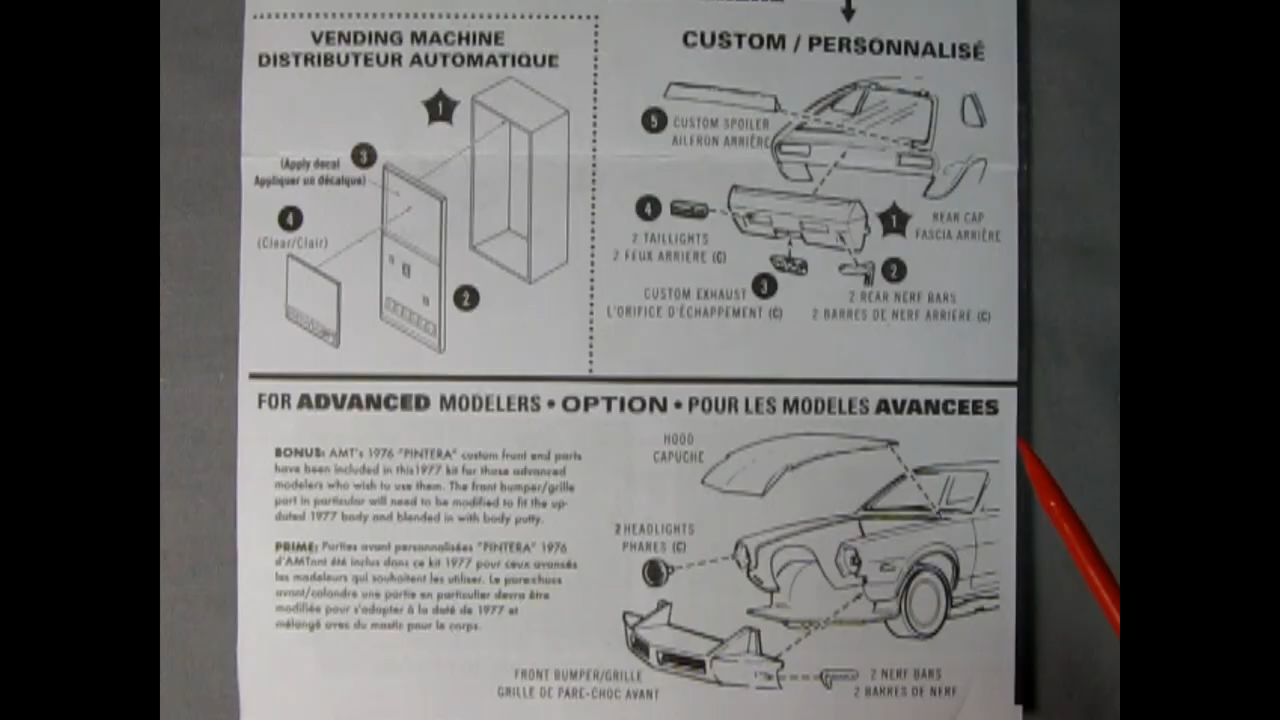 VENDING MACHINE
DISTRIBUTEUR AUTOMATIQUE
1
3
(Apply decal
Appliquer un décalque)
4
(Clear/Clair)
2
CUSTOM / PERSONNALISÉ
5
CUSTOM SPOILER
AILERON ARRIÈRE
4
2 TAILLIGHTS
2 FEUX ARRIERE (C)
1
REAR CAP
FASCIA ARRIÈRE
3
CUSTOM EXHAUST
L'ORIFICE D'ÉCHAPPEMENT (C)
2
2 REAR NERF BARS
2 BARRES DE NERF ARRIÈRE (C)
FOR ADVANCED MODELERS • OPTION • POUR LES MODELES AVANCEES
BONUS: AMT's 1976 "PINTERA" custom front end parts
have been included in this 1977 kit for those advanced
modelers who wish to use them. The front bumper/grille
part in particular will need to be modified to fit the up-
dated 1977 body and blended in with body putty.
PRIME: Parties avant personnalisées "PINTERA" 1976
d'AMTont été inclus dans ce kit 1977 pour ceux avansés
las modeleurs qui souhaitent les utiliser. Le pare-chocs
avant/calandre une partie en particulier devra être
modifiée pour s'adapter à la daté de 1977 et
mélangé avec du mastic pour le corps.
HOOD
CAPUCHE
2 HEADLIGHTS
PHARES (C)
FRONT BUMPER/GRILLE
GRILLE DE PARE-CHOC AVANT
2 NERF BARS
2 BARRES DE NERF